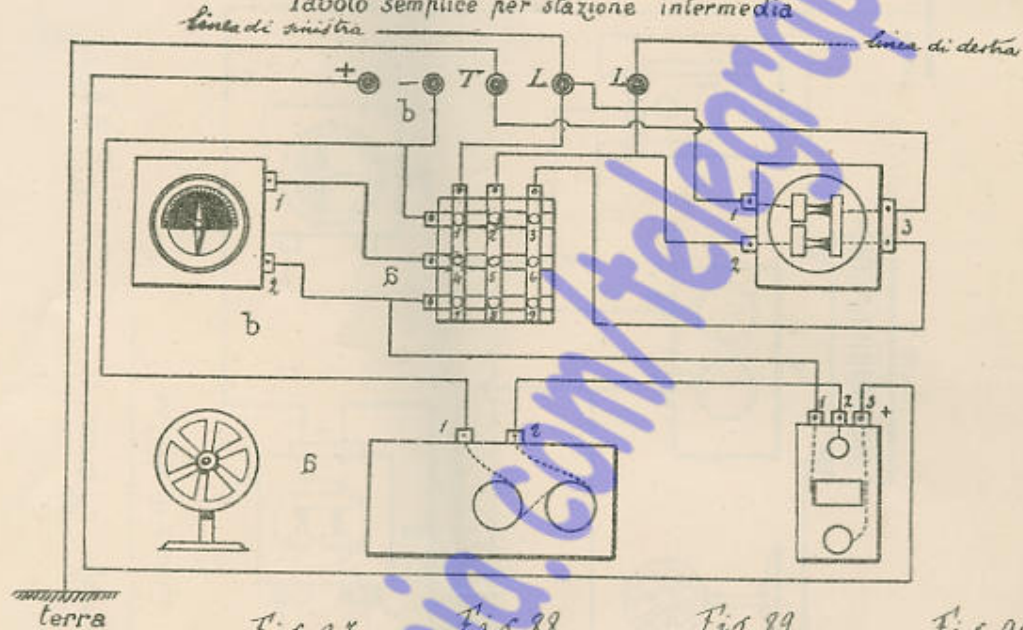 Tavolo semplice per stazione intermedia
linea di sinistra
linea di destra
+ - T L L
b
1
2
1 2 3
4 5 6
7 8 9
1
2
3
b
1 2
1 2 3 +
terra
Fig. 88 Fig. 89